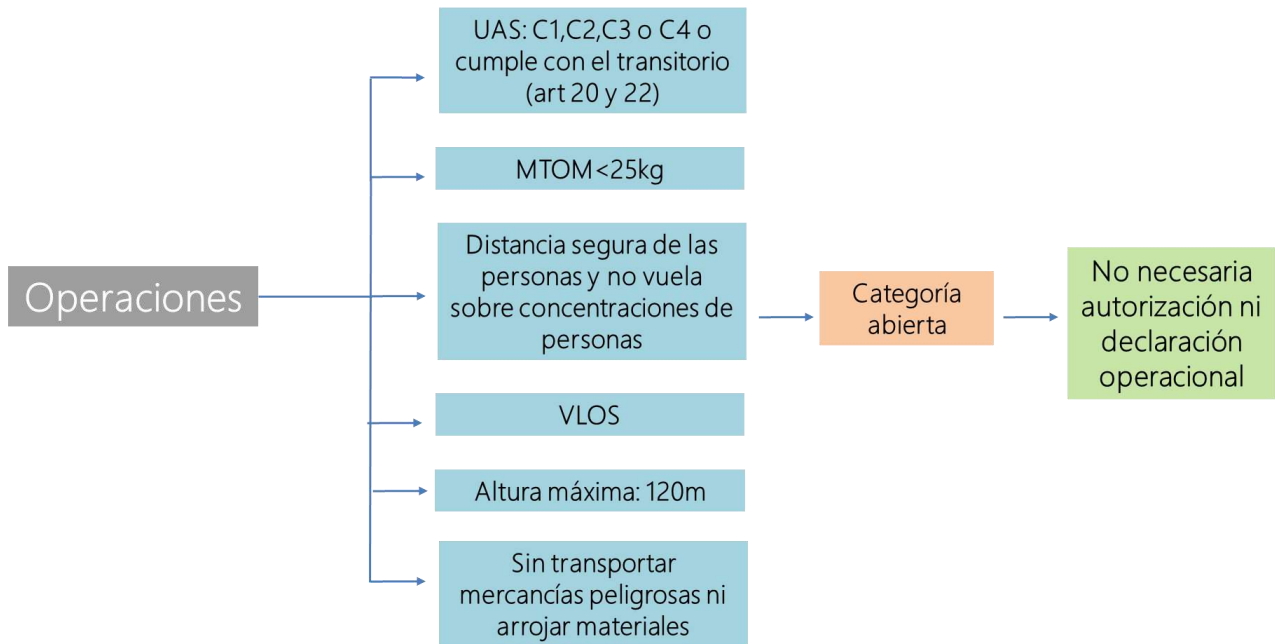 UAS: C1,C2,C3 o C4 o
cumple con el transitorio
(art 20 y 22)
MTOM<25kg
Distancia segura de las
personas y no vuela
sobre concentraciones de
personas
VLOS
Altura máxima: 120m
Sin transportar
mercancías peligrosas ni
arrojar materiales
Operaciones
Categoría
abierta
No necesaria
autorización ni
declaración
operacional